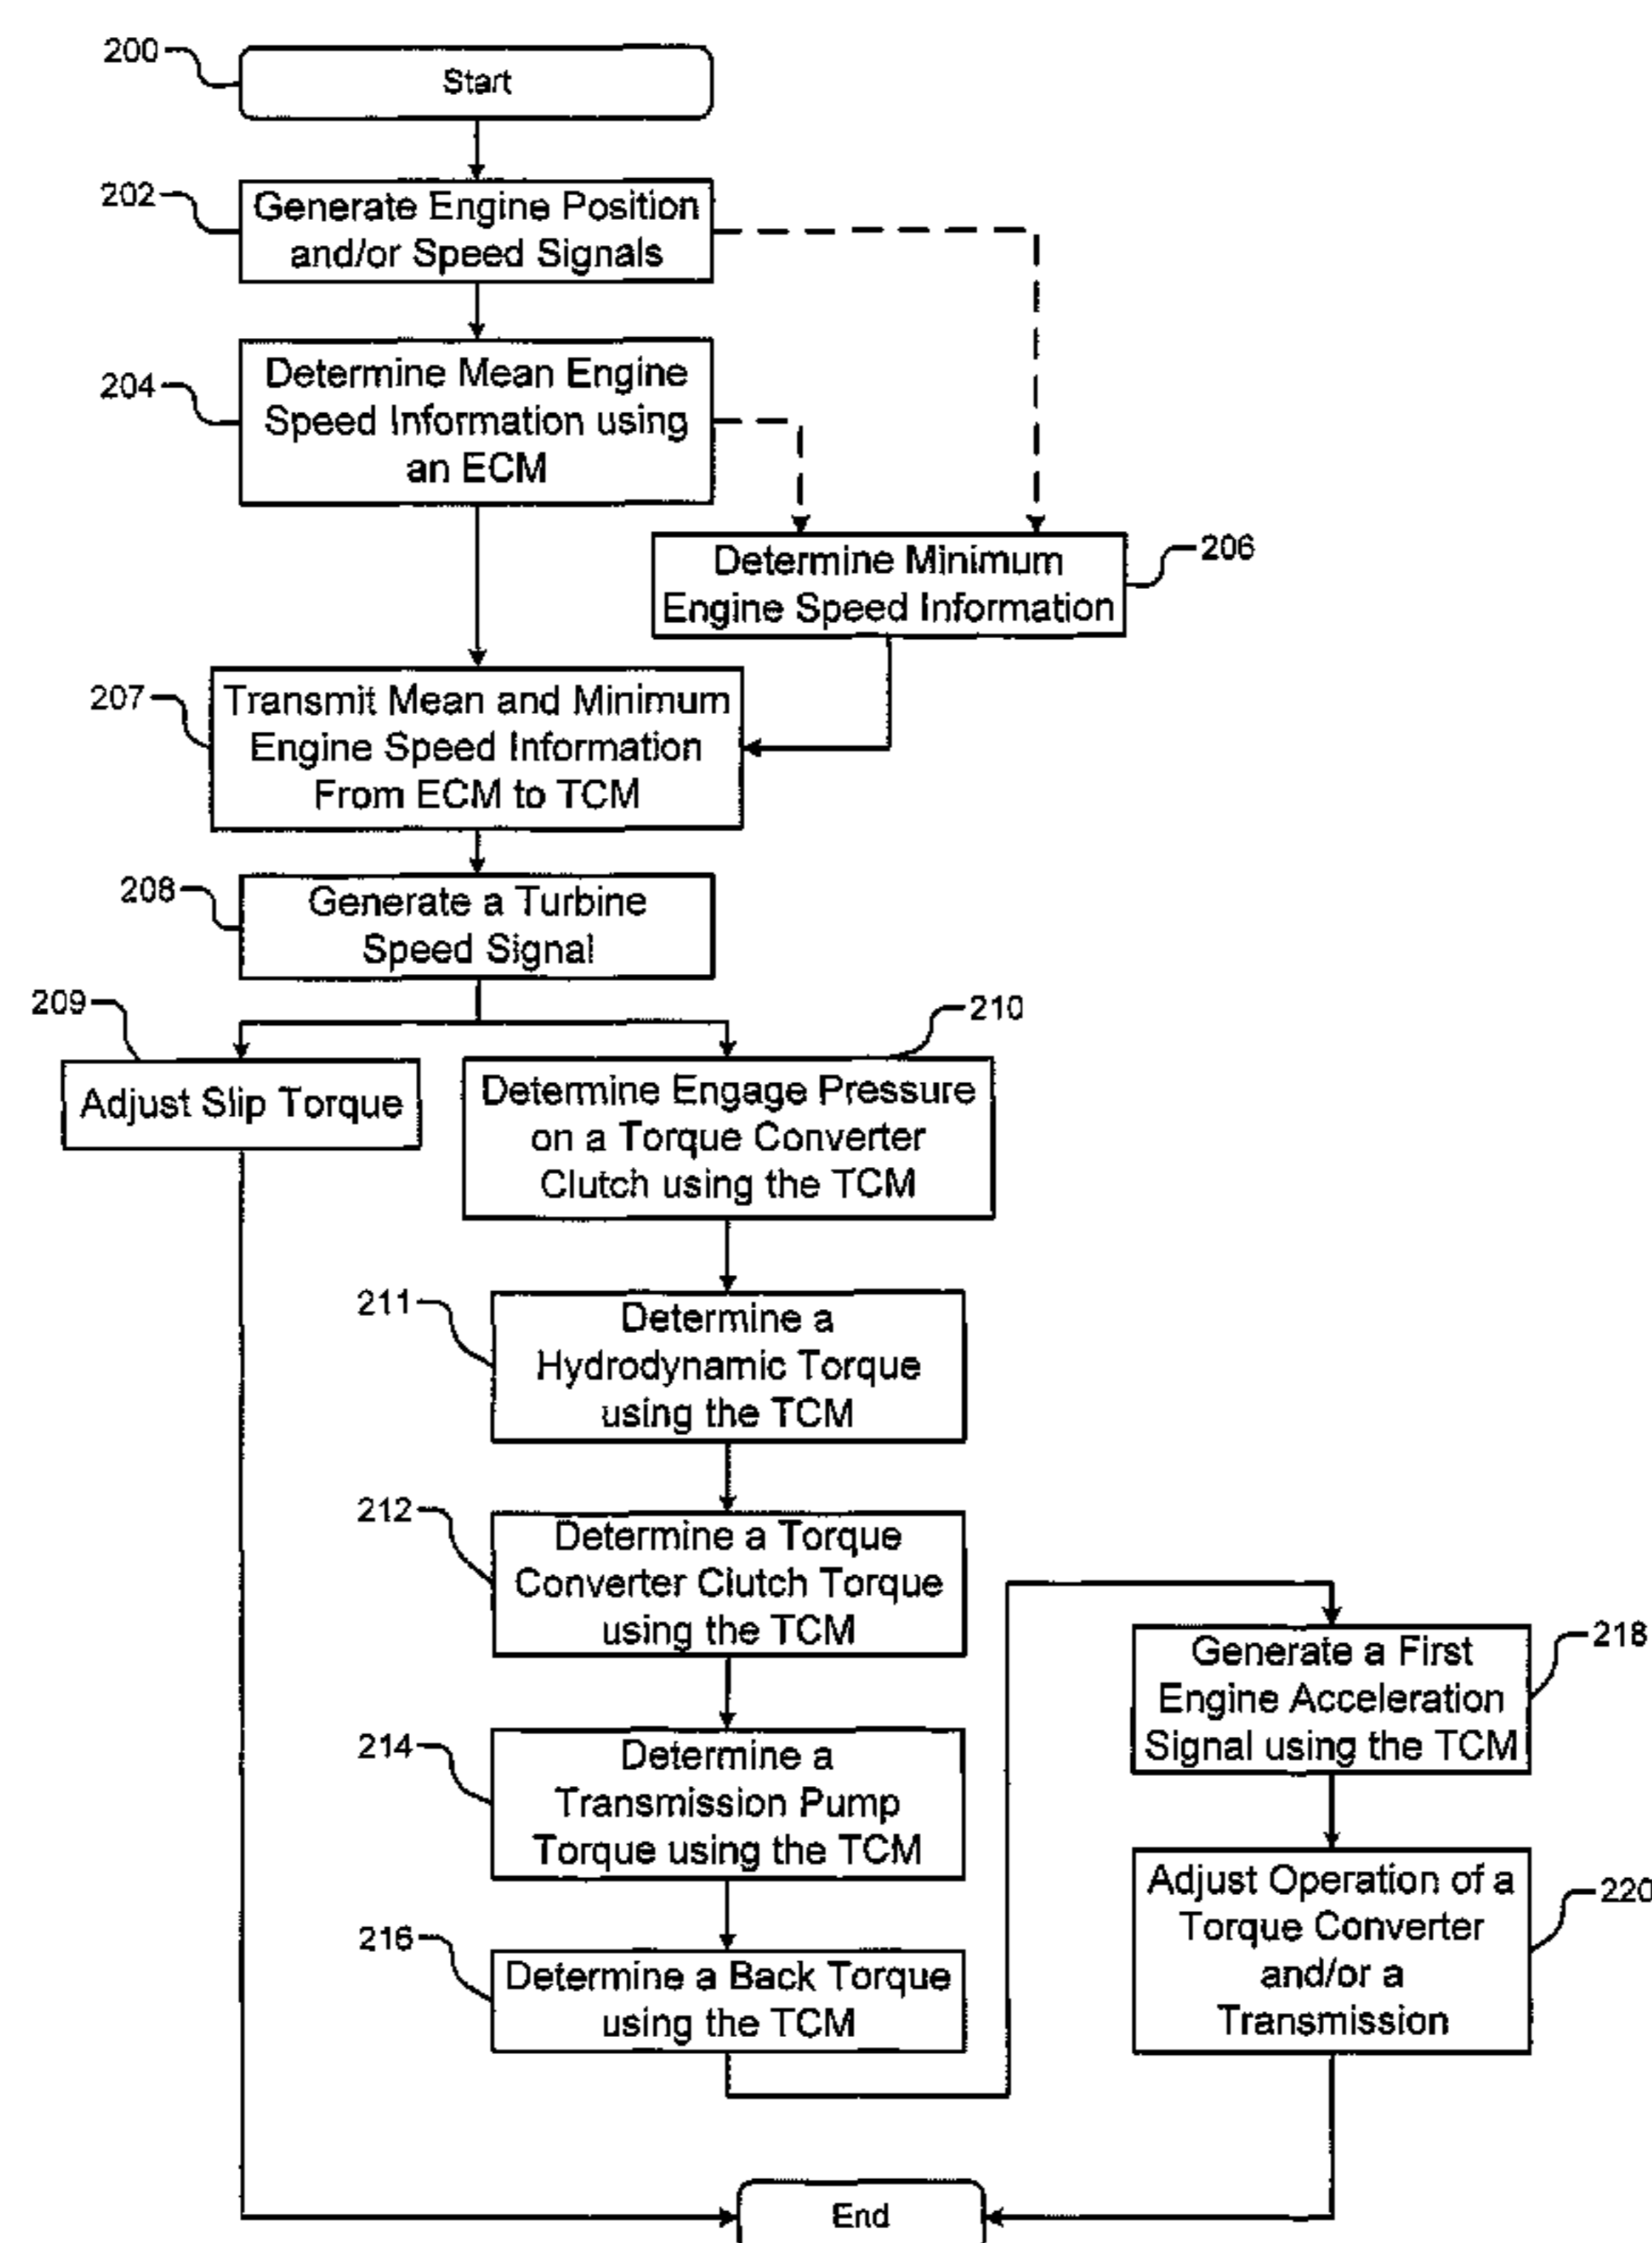 200
Start
202
Generate Engine Position
and/or Speed Signals
204
Determine Mean Engine
Speed Information using
an ECM
206
Determine Minimum
Engine Speed Information
207
Transmit Mean and Minimum
Engine Speed Information
From ECM to TCM
208
Generate a Turbine
Speed Signal
209
Adjust Slip Torque
210
Determine Engage Pressure
on a Torque Converter
Clutch using the TCM
211
Determine a
Hydrodynamic Torque
using the TCM
212
Determine a Torque
Converter Clutch Torque
using the TCM
214
Determine a
Transmission Pump
Torque using the TCM
216
Determine a Back Torque
using the TCM
218
Generate a First
Engine Acceleration
Signal using the TCM
220
Adjust Operation of a
Torque Converter
and/or a
Transmission
End